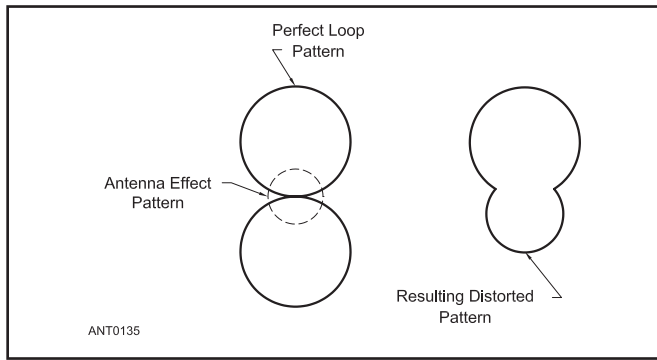 Perfect Loop
Pattern
Antenna Effect
Pattern
Resulting Distorted
Pattern
ANT0135